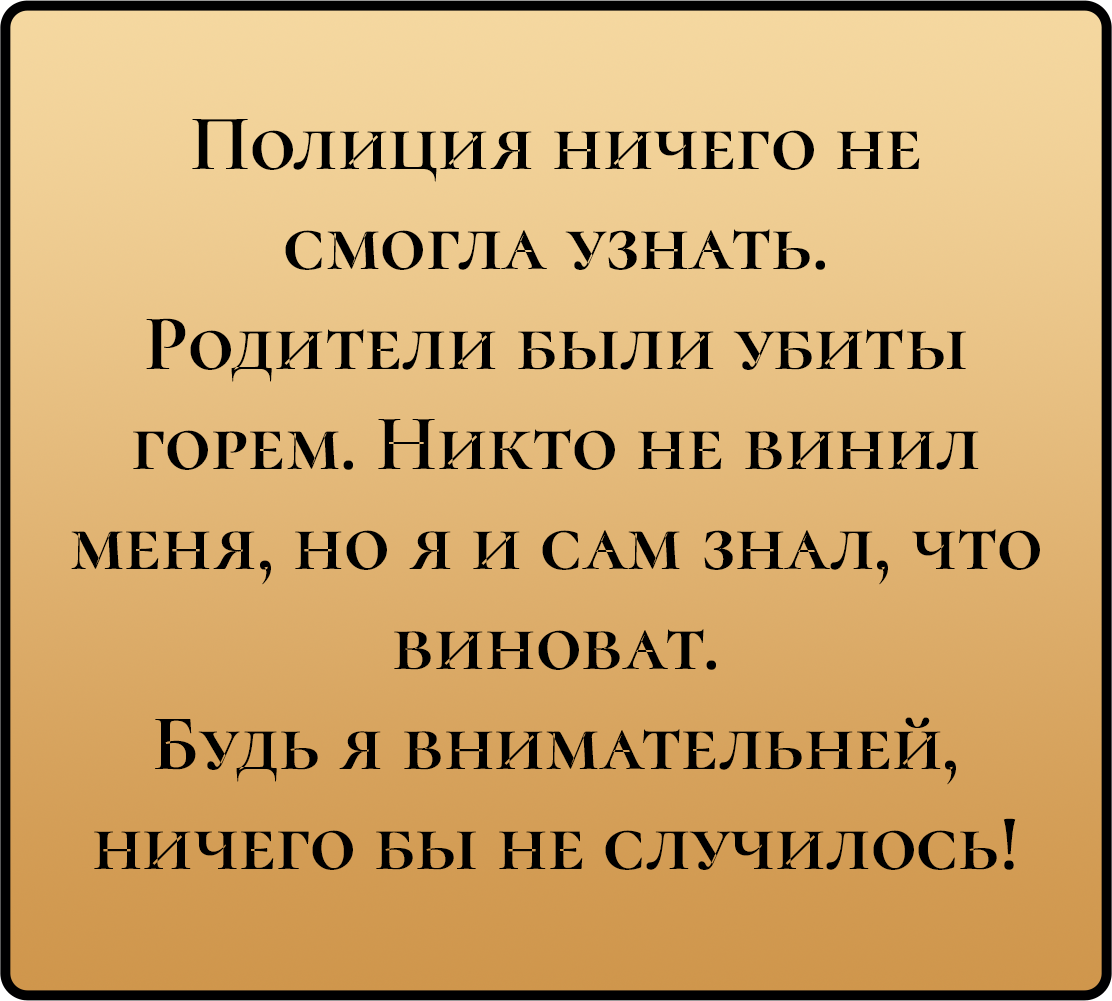 Полиция ничего не
смогла узнать.
Родители были убиты
горем. Никто не винил
меня, но я и сам знал, что
виноват.
Будь я внимательней,
ничего бы не случилось!